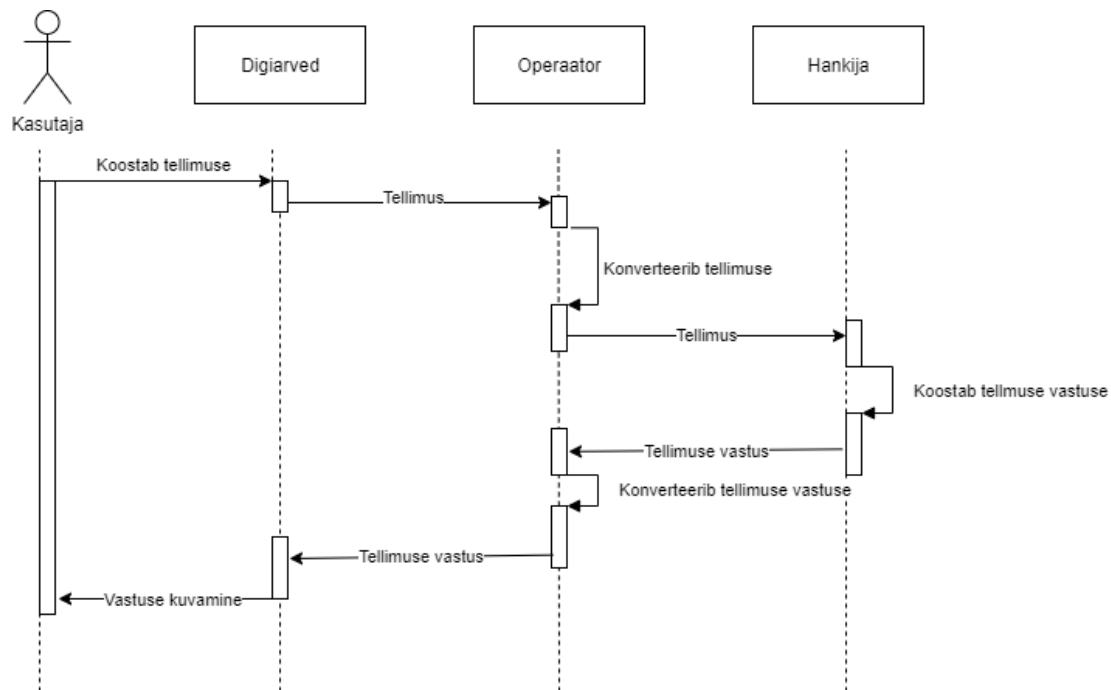 Kasutaja
Digiarved
Operaator
Hankija
Koostab tellimuse
Tellimus
Konverteerib tellimuse
Tellimus
Koostab tellmuse vastuse
Tellimuse vastus
Konverteerib tellimuse vastuse
Tellimuse vastus
Vastuse kuvamine